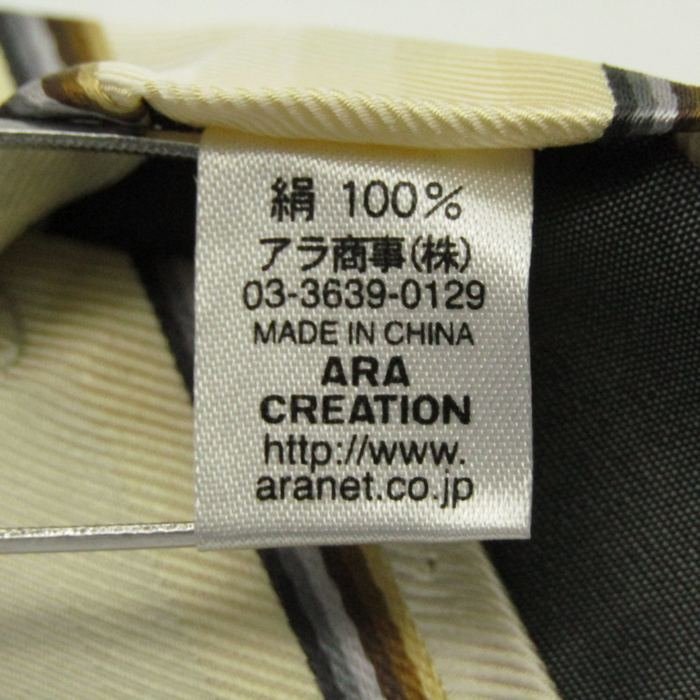 絹 100%
アラ商事(株)
03-3639-0129
MADE IN CHINA
ARA
CREATION
http://www.
aranet.co.jp